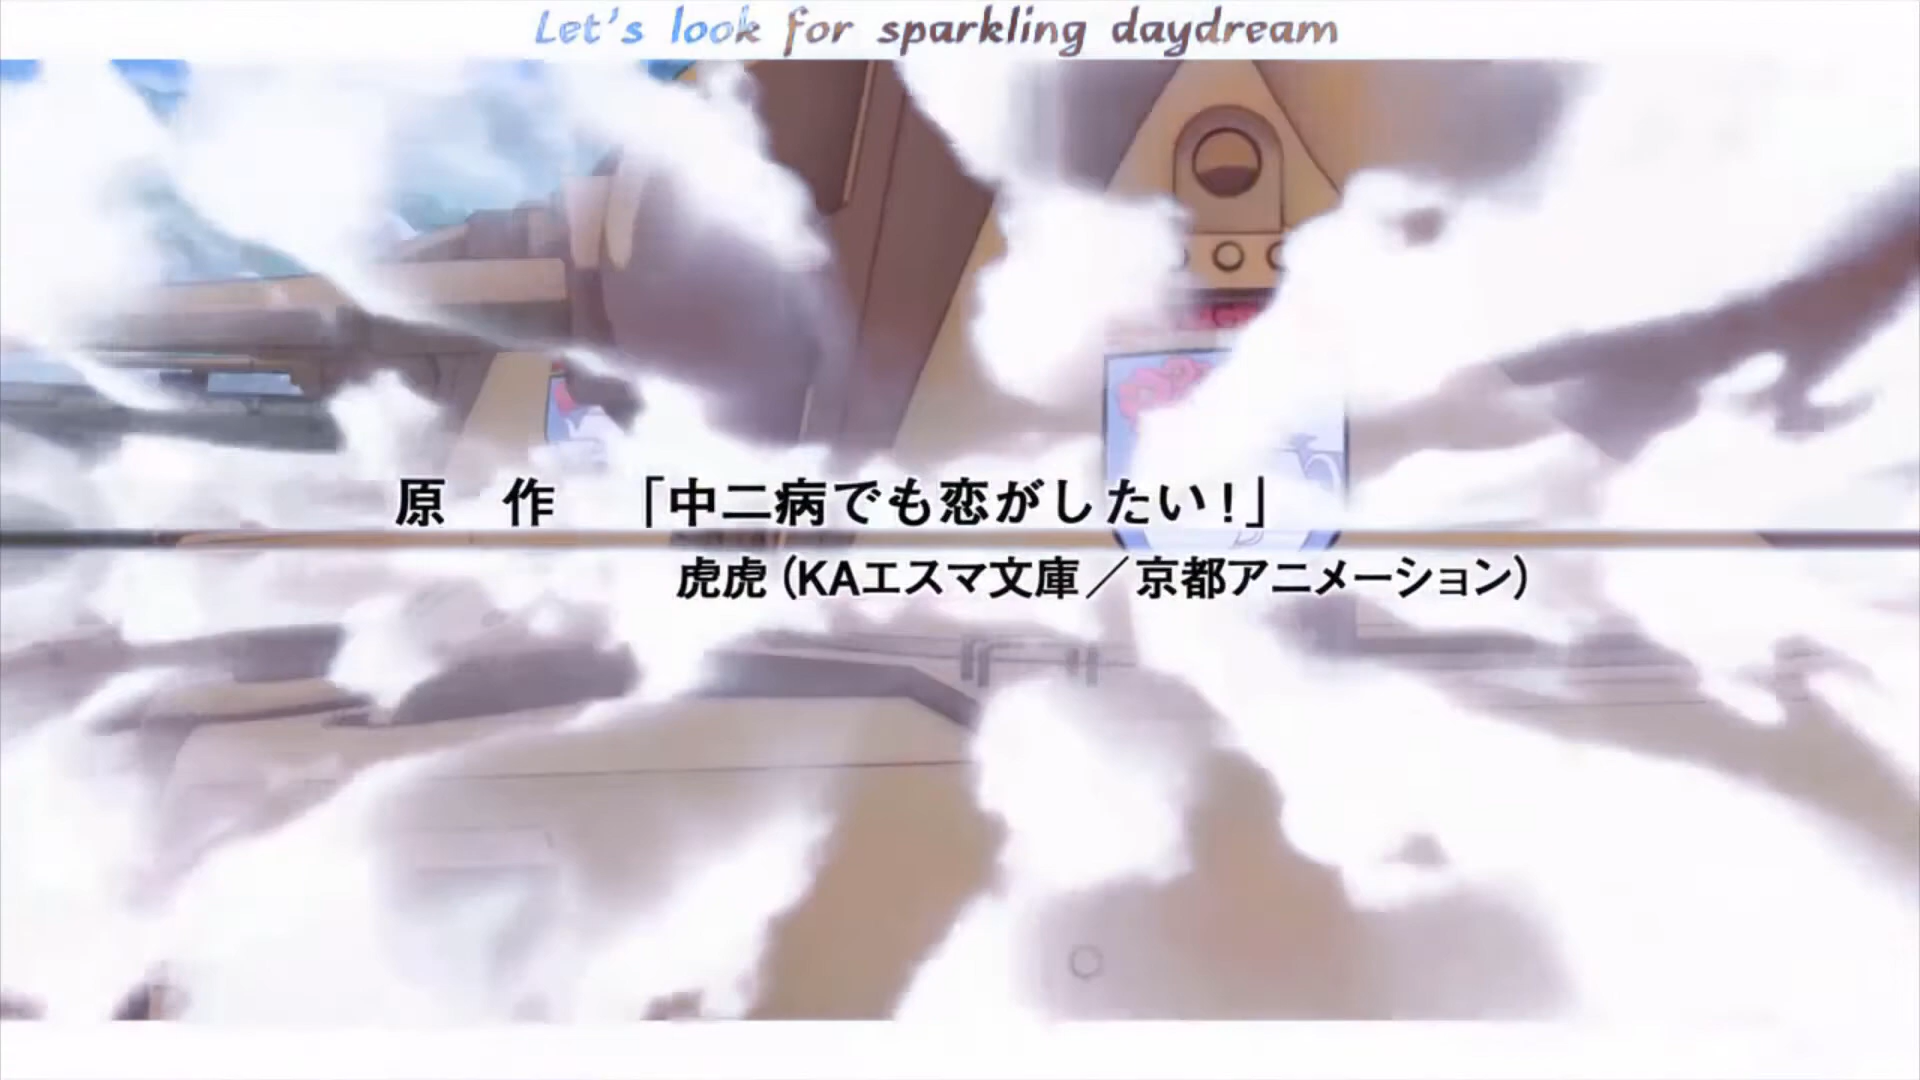 Let's look for sparkling daydream
原 作 「中二病でも恋がしたい!」
虎虎(KAエスマ文庫/京都アニメーション)